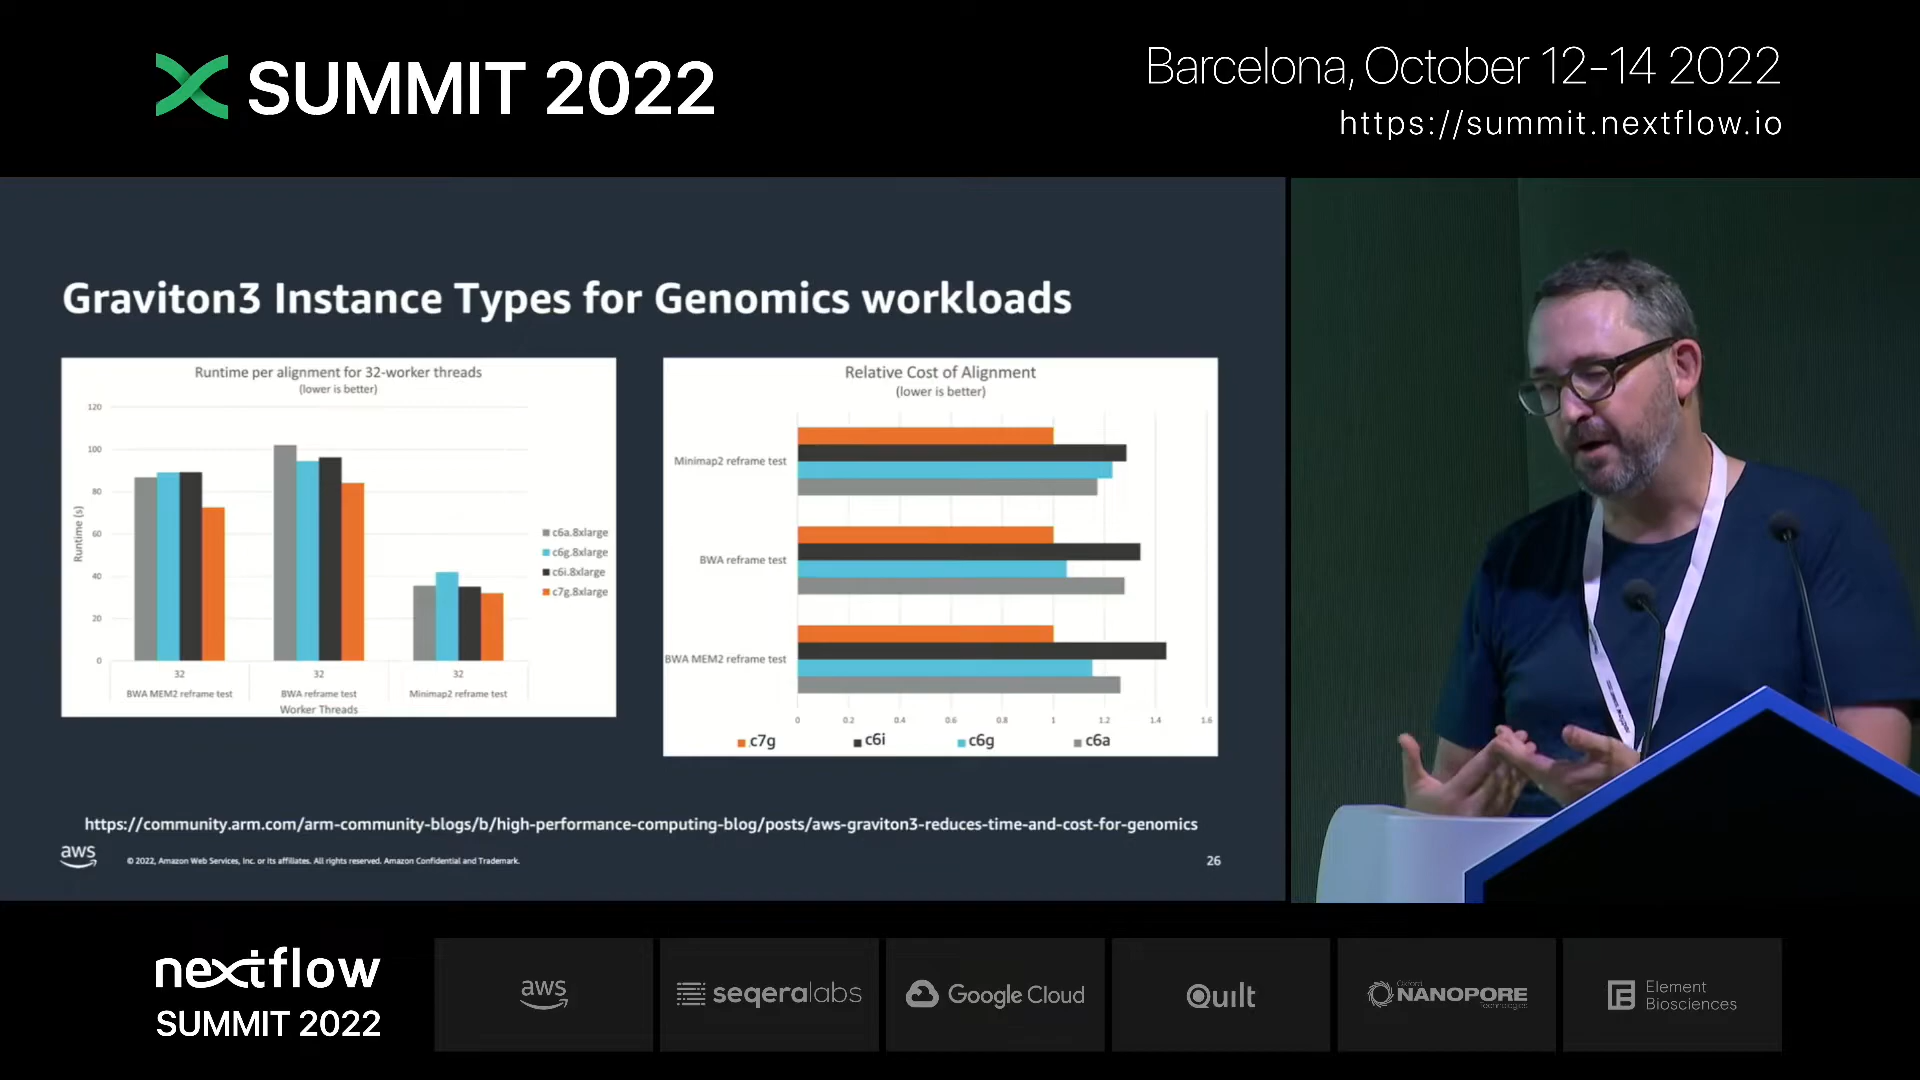 SUMMIT 2022
Barcelona, October 12-14 2022
https://summit.nextflow.io
Graviton3 Instance Types for Genomics workloads
Runtime per alignment for 32-worker threads
(lower is better)
120
100
80
60
40
20
0
Runtime (s)
32
32
32
BWA MEM2 reframe test
BWA reframe test
Minimap2 reframe test
Worker Threads
c6a.8xlarge
c6g.8xlarge
c6i.8xlarge
c7g.8xlarge
Relative Cost of Alignment
(lower is better)
Minimap2 reframe test
BWA reframe test
BWA MEM2 reframe test
0 0.2 0.4 0.6 0.8 1 1.2 1.4 1.6
c7g c6i c6g c6a
https://community.arm.com/arm-community-blogs/b/high-performance-computing-blog/posts/aws-graviton3-reduces-time-and-cost-for-genomics
aws
© 2022, Amazon Web Services, Inc. or its affiliates. All rights reserved. Amazon Confidential and Trademark.
26
nextflow
SUMMIT 2022
aws
seqeralabs
Google Cloud
Quilt
Oxford
NANOPORE
Technologies
Element
Biosciences